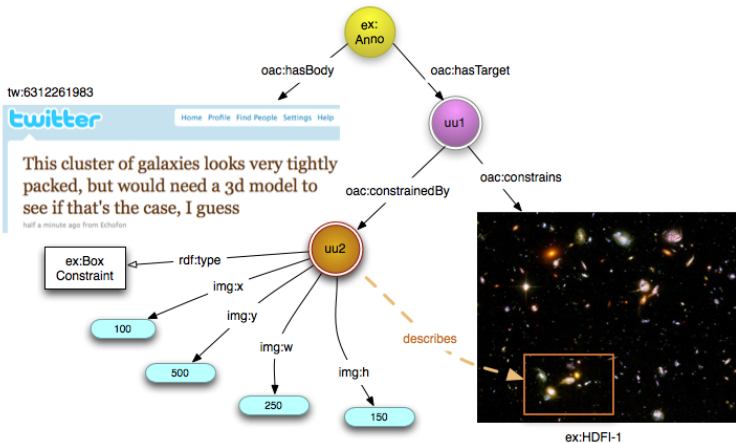 ex:
Anno
oac:hasBody
oac:hasTarget
tw:6312261983
twitter
Home Profile Find People Settings Help
uu1
This cluster of galaxies looks very tightly
packed, but would need a 3d model to
see if that's the case, I guess
half a minute ago from Echofon
oac:constrainedBy
oac:constrains
uu2
ex:Box
Constraint
rdf:type
img:x
img:y
100
500
img:w
img:h
describes
250
150
ex:HDFI-1